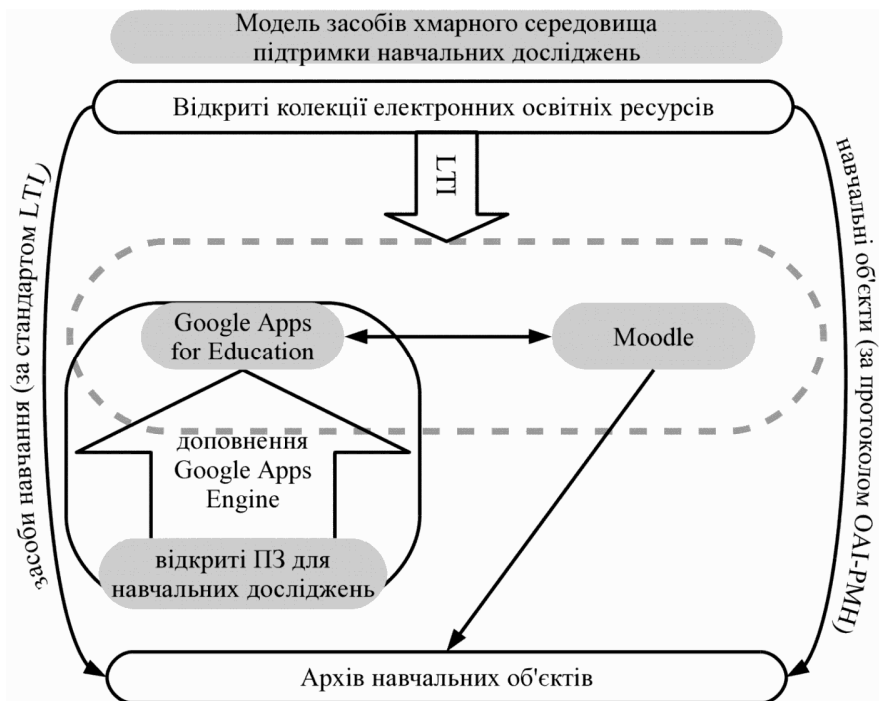 Модель засобів хмарного середовища
підтримки навчальних досліджень
Відкриті колекції електронних освітніх ресурсів
LTI
засоби навчання (за стандартом LTI)
навчальні об'єкти (за протоколом OAI-PMH)
Google Apps
for Education
Moodle
доповнення
Google Apps
Engine
відкриті ПЗ для
навчальних досліджень
Архів навчальних об'єктів